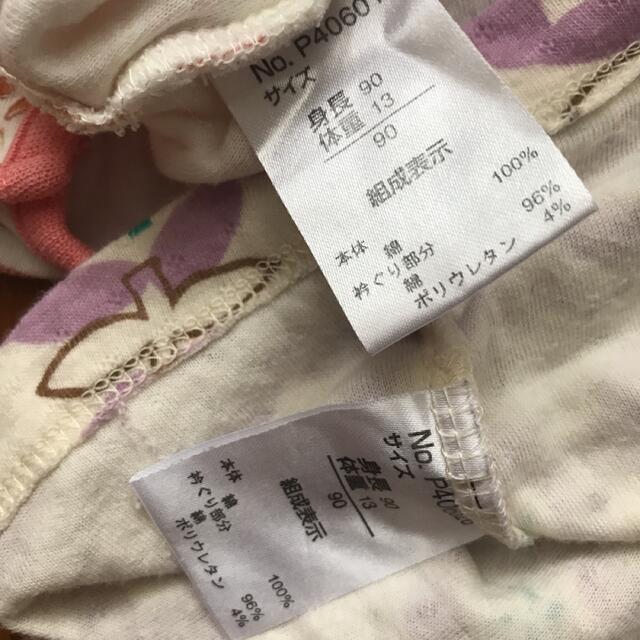 No. P4060
サイズ
身長 90
体重 13
90
組成表示
本体 綿 100%
衿ぐり部分
綿 96%
ポリウレタン 4%
No. P40
サイズ
身長 90
体重 13
90
組成表示
本体 綿 100%
衿ぐり部分
綿 96%
ポリウレタン 4%